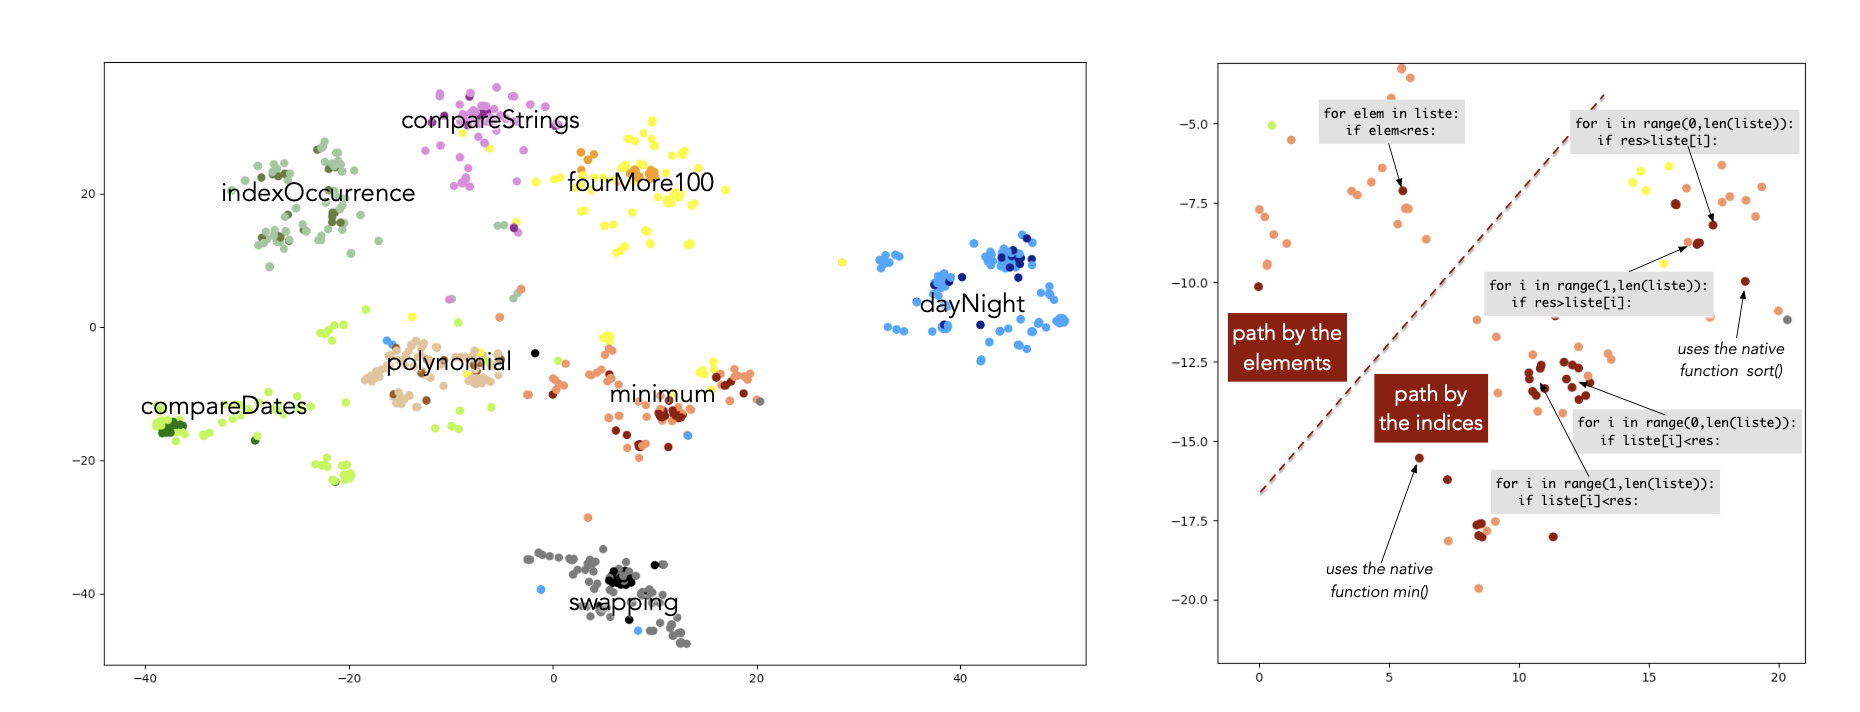 compareStrings
indexOccurrence
fourMore100
dayNight
polynomial
minimum
compareDates
swapping
20
0
−20
−40
−40
−20
0
20
40
for elem in liste:
if elem<res:
for i in range(0,len(liste)):
if res>liste[i]:
for i in range(1,len(liste)):
if res>liste[i]:
path by the
elements
uses the native
function sort()
path by
the indices
for i in range(0,len(liste)):
if liste[i]<res:
for i in range(1,len(liste)):
if liste[i]<res:
uses the native
function min()
−5.0
−7.5
−10.0
−12.5
−15.0
−17.5
−20.0
0
5
10
15
20